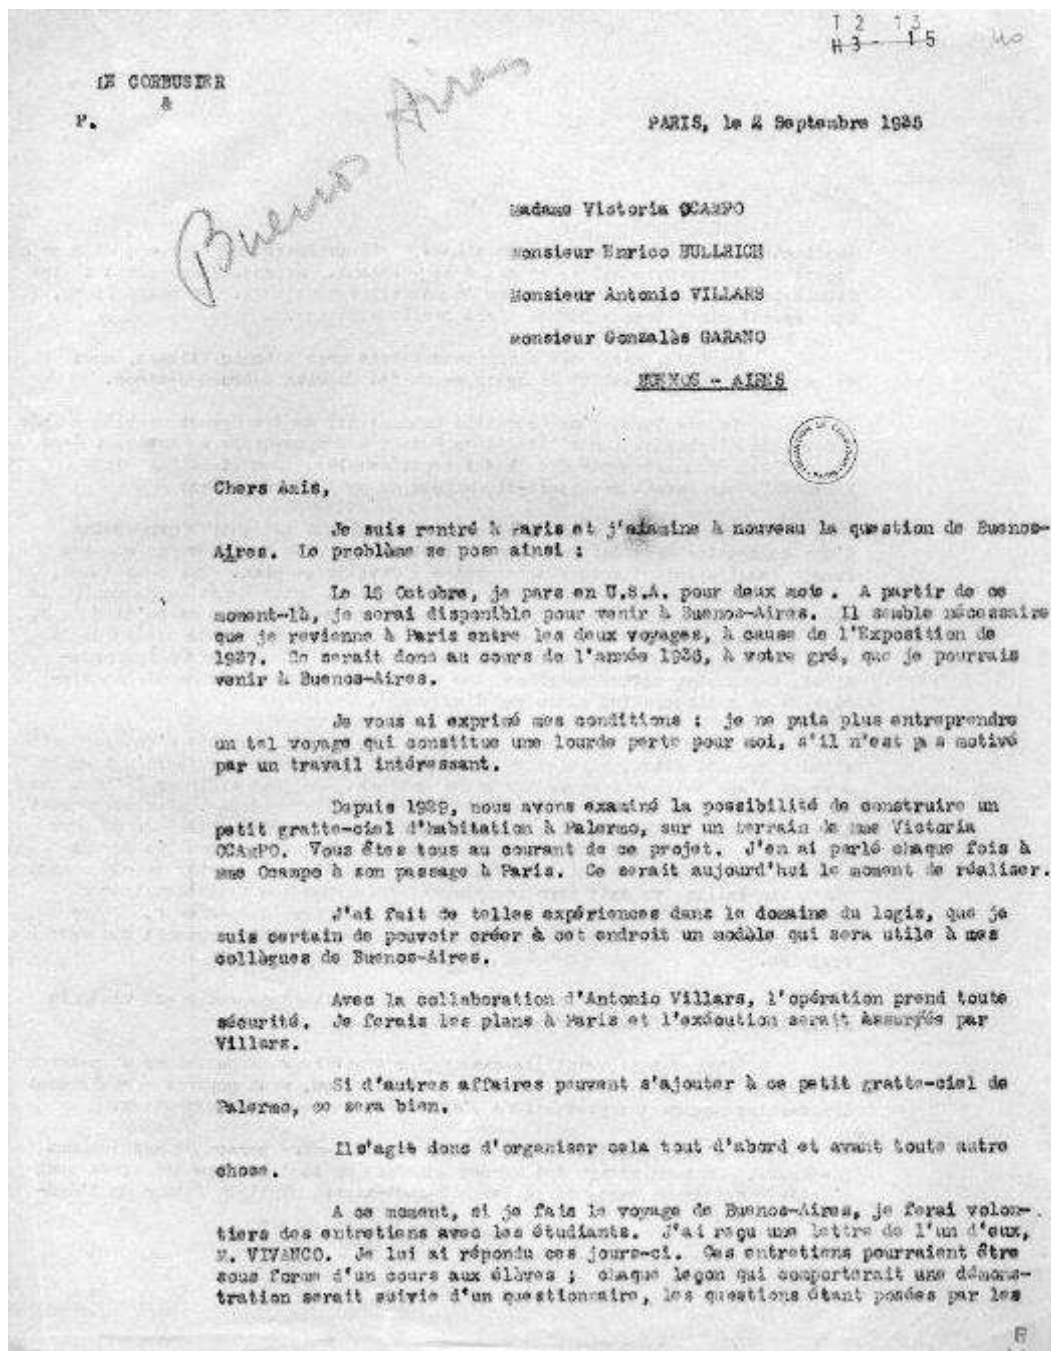 T 2 13
H3- 15
40
LE CORBUSIER
&
P.
Buenos Aires
PARIS, le 2 Septembre 1935
Madame Victoria OCAMPO
Monsieur Enrico BULLRICH
Monsieur Antonio VILLARS
Monsieur Gonzalès GARANO
BUENOS - AIRES
FONDATION LE CORBUSIER
Chers Amis,
Je suis rentré à Paris et j'examine à nouveau la question de Buenos-
Aires. Le problème se pose ainsi :
Le 15 Octobre, je pars en U.S.A. pour deux mois. A partir de ce
moment-là, je serai disponible pour venir à Buenos-Aires. Il semble nécessaire
que je revienne à Paris entre les deux voyages, à cause de l'Exposition de
1937. Ce serait donc au cours de l'année 1936, à votre gré, que je pourrais
venir à Buenos-Aires.
Je vous ai exprimé mes conditions : je ne puis plus entreprendre
un tel voyage qui constitue une lourde perte pour moi, s'il n'est p a s motivé
par un travail intéressant.
Depuis 1929, nous avons examiné la possibilité de construire un
petit gratte-ciel d'habitation à Palermo, sur un terrain de Mme Victoria
OCAMPO. Vous êtes tous au courant de ce projet. J'en ai parlé chaque fois à
Mme Ocampo à son passage à Paris. Ce serait aujourd'hui le moment de réaliser.
J'ai fait de telles expériences dans le domaine du logis, que je
suis certain de pouvoir créer à cet endroit un modèle qui sera utile à mes
collègues de Buenos-Aires.
Avec la collaboration d'Antonio Villars, l'opération prend toute
sécurité. Je ferais les plans à Paris et l'exécution serait assurée par
Villars.
Si d'autres affaires peuvent s'ajouter à ce petit gratte-ciel de
Palermo, ce sera bien.
Il s'agit donc d'organiser cela tout d'abord et avant toute autre
chose.
A ce moment, si je fais le voyage de Buenos-Aires, je ferai volon-
tiers des entretiens avec les étudiants. J'ai reçu une lettre de l'un d'eux,
M. VIVANCO. Je lui ai répondu ces jours-ci. Ces entretiens pourraient être
sous forme d'un cours aux élèves ; chaque leçon qui comporterait une démons-
tration serait suivie d'un questionnaire, les questions étant posées par les